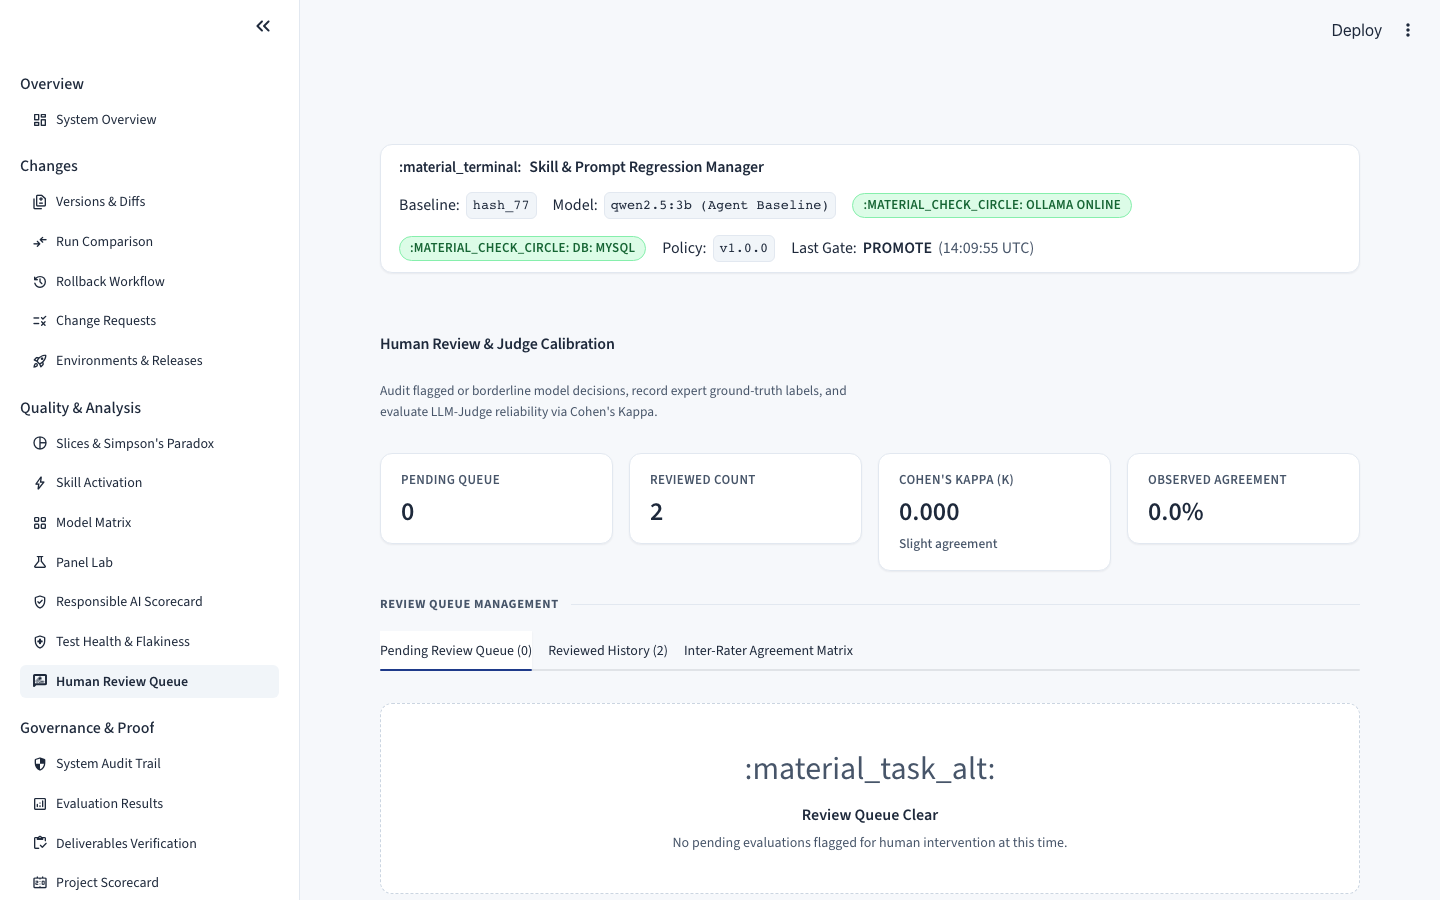 Deploy
Overview
System Overview
Changes
Versions & Diffs
Run Comparison
Rollback Workflow
Change Requests
Environments & Releases
Quality & Analysis
Slices & Simpson's Paradox
Skill Activation
Model Matrix
Panel Lab
Responsible AI Scorecard
Test Health & Flakiness
Human Review Queue
Governance & Proof
System Audit Trail
Evaluation Results
Deliverables Verification
Project Scorecard
:material_terminal: Skill & Prompt Regression Manager
Baseline: hash_77 Model: qwen2.5:3b (Agent Baseline) :MATERIAL_CHECK_CIRCLE: OLLAMA ONLINE
:MATERIAL_CHECK_CIRCLE: DB: MYSQL Policy: v1.0.0 Last Gate: PROMOTE (14:09:55 UTC)
Human Review & Judge Calibration
Audit flagged or borderline model decisions, record expert ground-truth labels, and
evaluate LLM-Judge reliability via Cohen's Kappa.
PENDING QUEUE
0
REVIEWED COUNT
2
COHEN'S KAPPA (K)
0.000
Slight agreement
OBSERVED AGREEMENT
0.0%
REVIEW QUEUE MANAGEMENT
Pending Review Queue (0) Reviewed History (2) Inter-Rater Agreement Matrix
:material_task_alt:
Review Queue Clear
No pending evaluations flagged for human intervention at this time.